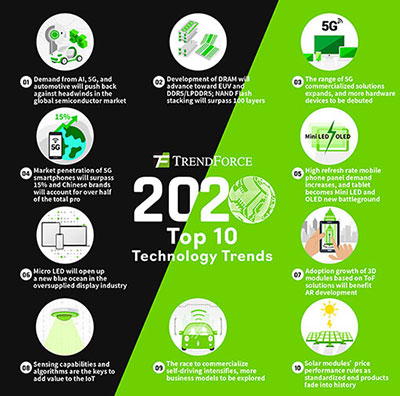 01 Demand from AI, 5G, and
automotive will push back
against headwinds in the
global semiconductor market
02 Development of DRAM will
advance toward EUV and
DDR5/LPDDR5; NAND Flash
stacking will surpass 100 layers
5G
03 The range of 5G
commercialized solutions
expands, and more hardware
devices to be debuted
15%
5G
04 Market penetration of 5G
smartphones will surpass
15% and Chinese brands
will account for over half
of the total pro
TRENDFORCE
2020
Top 10
Technology Trends
Mini LED OLED
05 High refresh rate mobile
phone panel demand
increases, and tablet
becomes Mini LED and
OLED new battleground
06 Micro LED will open up
a new blue ocean in the
oversupplied display industry
07 Adoption growth of 3D
modules based on ToF
solutions will benefit
AR development
08 Sensing capabilities and
algorithms are the keys to
add value to the IoT
09 The race to commercialize
self-driving intensifies, more
business models to be explored
10 Solar modules' price
performance rules as
standardized end products
fade into history